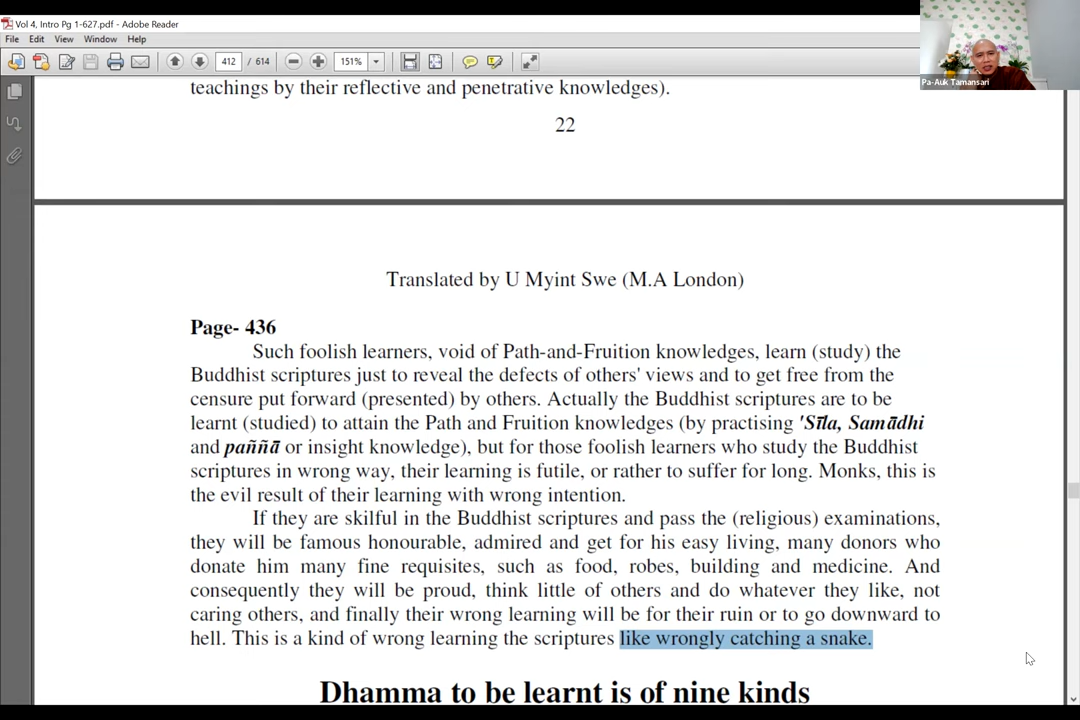 Vol 4, Intro Pg 1-627.pdf - Adobe Reader
File Edit View Window Help
412 / 614 151%
Pa-Auk Tamansari
teachings by their reflective and penetrative knowledges).
22
Translated by U Myint Swe (M.A London)
Page- 436
Such foolish learners, void of Path-and-Fruition knowledges, learn (study) the
Buddhist scriptures just to reveal the defects of others' views and to get free from the
censure put forward (presented) by others. Actually the Buddhist scriptures are to be
learnt (studied) to attain the Path and Fruition knowledges (by practising 'Sīla, Samādhi
and paññā or insight knowledge), but for those foolish learners who study the Buddhist
scriptures in wrong way, their learning is futile, or rather to suffer for long. Monks, this is
the evil result of their learning with wrong intention.
If they are skilful in the Buddhist scriptures and pass the (religious) examinations,
they will be famous honourable, admired and get for his easy living, many donors who
donate him many fine requisites, such as food, robes, building and medicine. And
consequently they will be proud, think little of others and do whatever they like, not
caring others, and finally their wrong learning will be for their ruin or to go downward to
hell. This is a kind of wrong learning the scriptures like wrongly catching a snake.
Dhamma to be learnt is of nine kinds